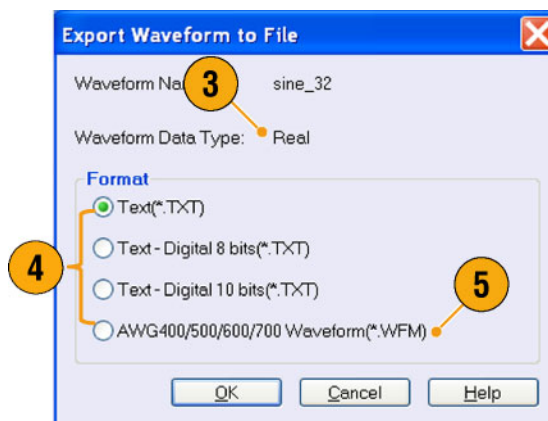 Export Waveform to File
Waveform Na 3 sine_32
Waveform Data Type: Real
Format
Text(*.TXT)
Text - Digital 8 bits(*.TXT)
4
Text - Digital 10 bits(*.TXT)
5
AWG400/500/600/700 Waveform(*.WFM)
OK Cancel Help